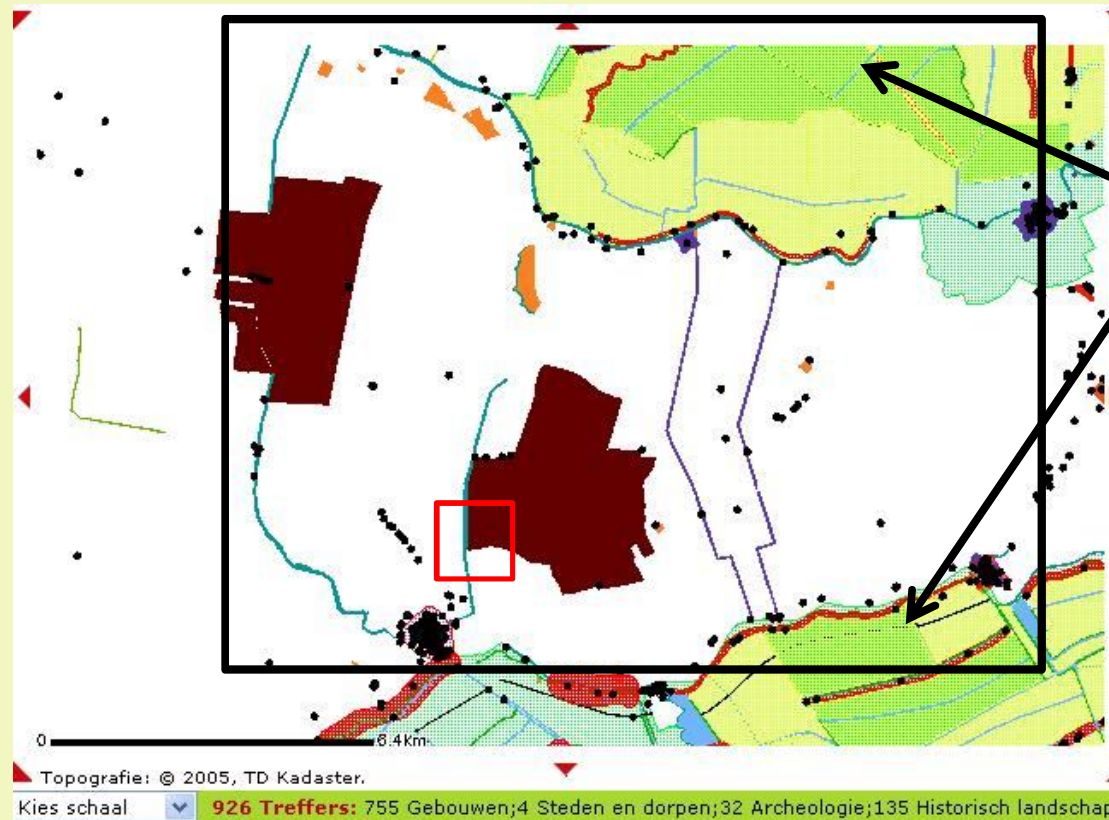 0 6.4Km
Topografie: © 2005, TD Kadaster.
Kies schaal 926 Treffers: 755 Gebouwen;4 Steden en dorpen;32 Archeologie;135 Historisch landschap